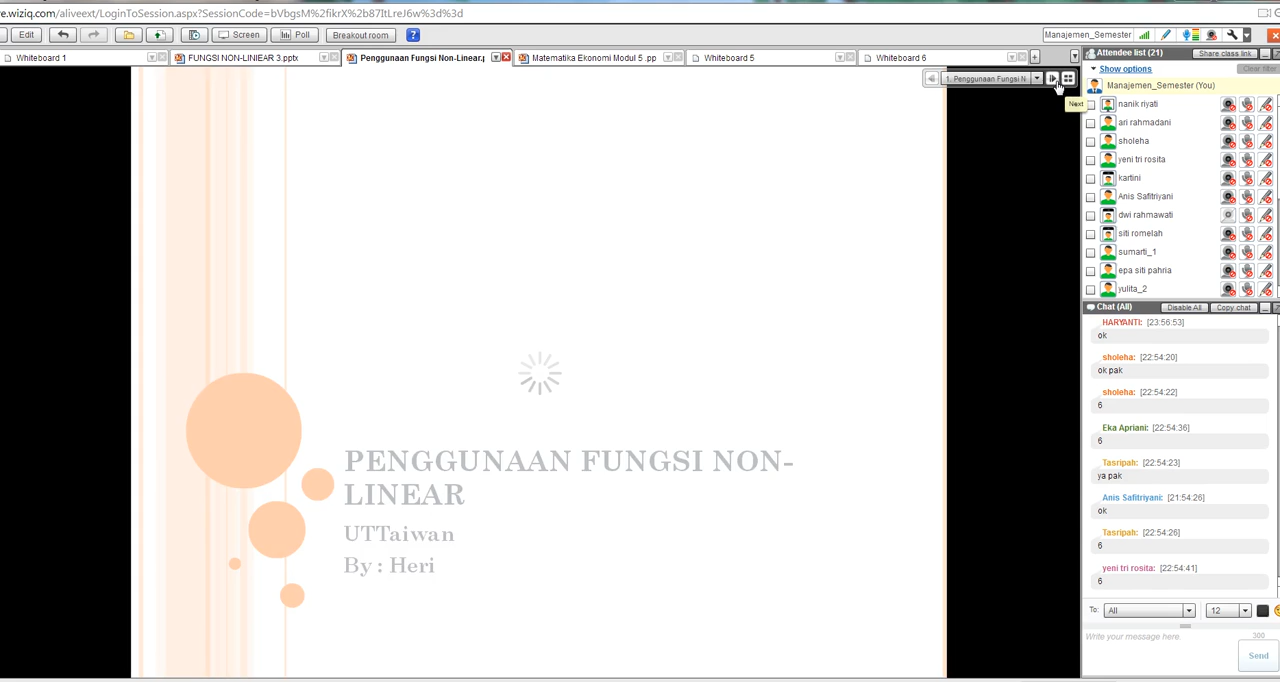 re.wiziq.com/aliveext/LoginToSession.aspx?SessionCode=bVbgsM%2fikrX%2b87ItLreJ6w%3d%3d
Edit
Screen
Poll
Breakout room
?
Manajemen_Semester
Whiteboard 1
FUNGSI NON-LINIEAR 3.pptx
Penggunaan Fungsi Non-Linear.p
Matematika Ekonomi Modul 5 .pp
Whiteboard 5
Whiteboard 6
1. Penggunaan Fungsi N
Next
PENGGUNAAN FUNGSI NON-
LINEAR
UTTaiwan
By : Heri
Attendee list (21)
Share class link
Show options
Clear filter
Manajemen_Semester (You)
nanik riyati
ari rahmadani
sholeha
yeni tri rosita
kartini
Anis Safitriyani
dwi rahmawati
siti romelah
sumarti_1
epa siti pahria
yulita_2
Chat (All)
Disable All
Copy chat
HARYANTI: [23:56:53]
ok
sholeha: [22:54:20]
ok pak
sholeha: [22:54:22]
6
Eka Apriani: [22:54:36]
6
Tasripah: [22:54:23]
ya pak
Anis Safitriyani: [21:54:26]
ok
Tasripah: [22:54:26]
6
yeni tri rosita: [22:54:41]
6
To:
All
12
Write your message here.
300
Send